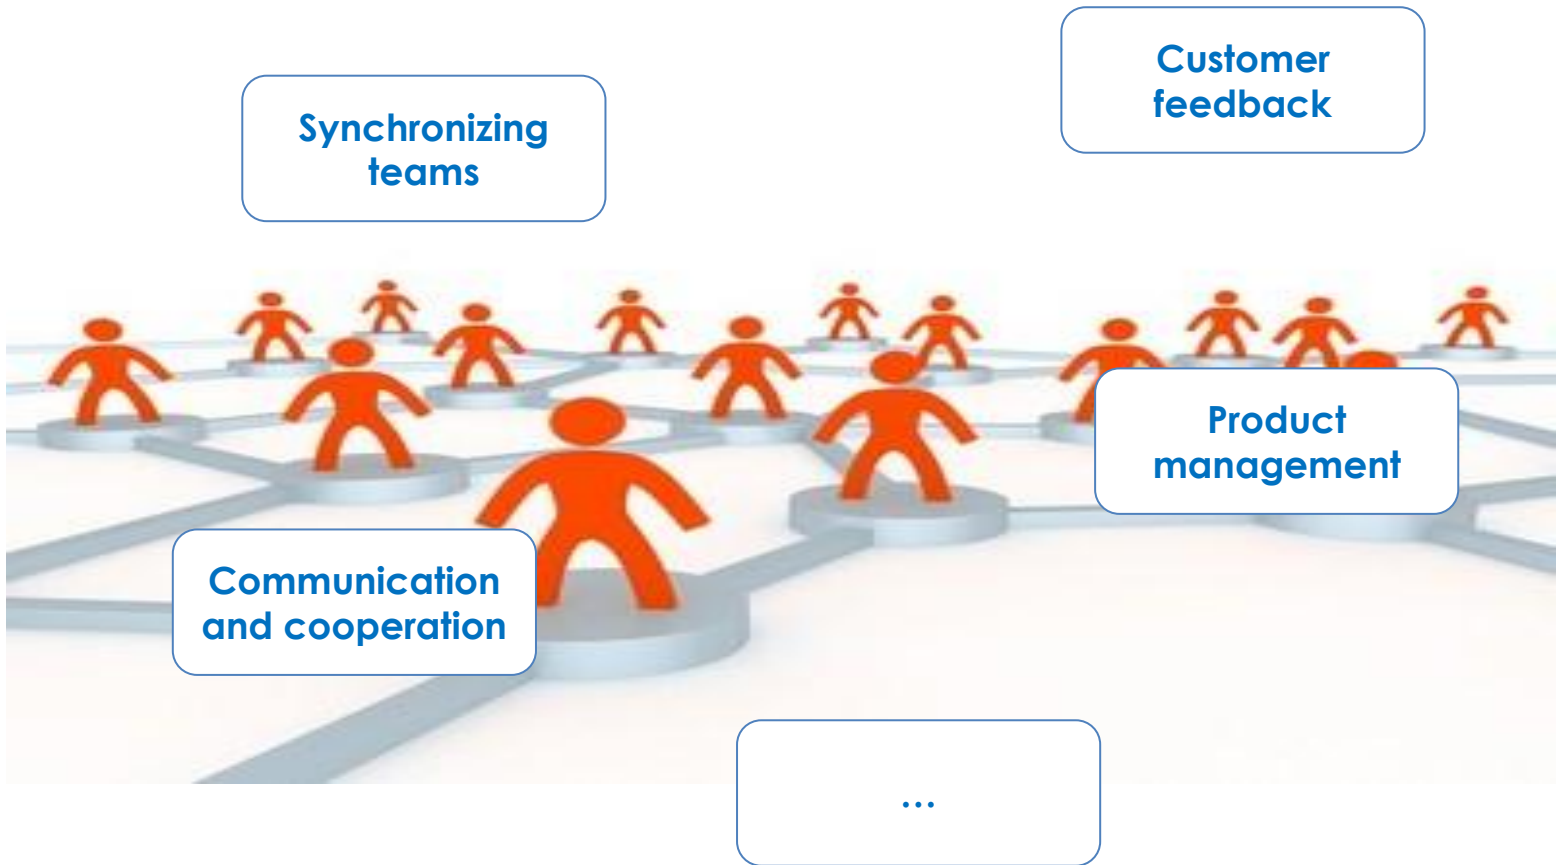 Customer
feedback
Synchronizing
teams
Product
management
Communication
and cooperation
...